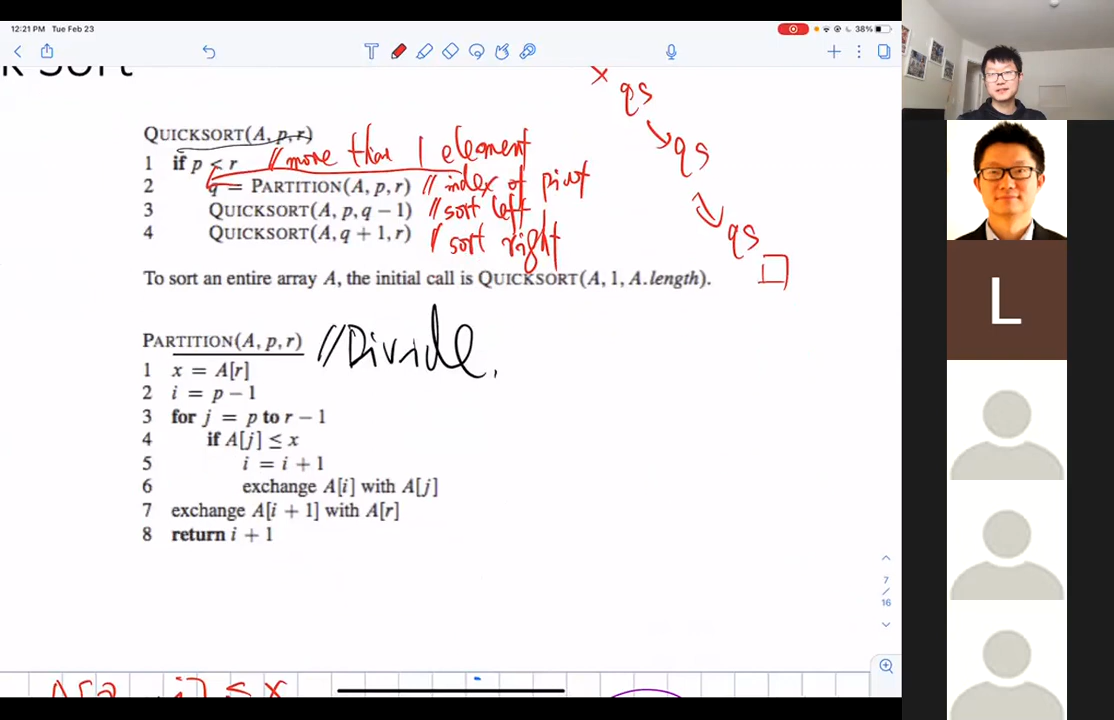 12:21 PM Tue Feb 23
38%
QUICKSORT(A, p, r)
1 if p < r // more than 1 element
2 q = PARTITION(A, p, r) // index of pivot
3 QUICKSORT(A, p, q − 1) // sort left
4 QUICKSORT(A, q + 1, r) // sort right
x qs
qs
qs
To sort an entire array A, the initial call is QUICKSORT(A, 1, A.length).
PARTITION(A, p, r) // Divide.
1 x = A[r]
2 i = p − 1
3 for j = p to r − 1
4 if A[j] ≤ x
5 i = i + 1
6 exchange A[i] with A[j]
7 exchange A[i + 1] with A[r]
8 return i + 1
7
/
16
L